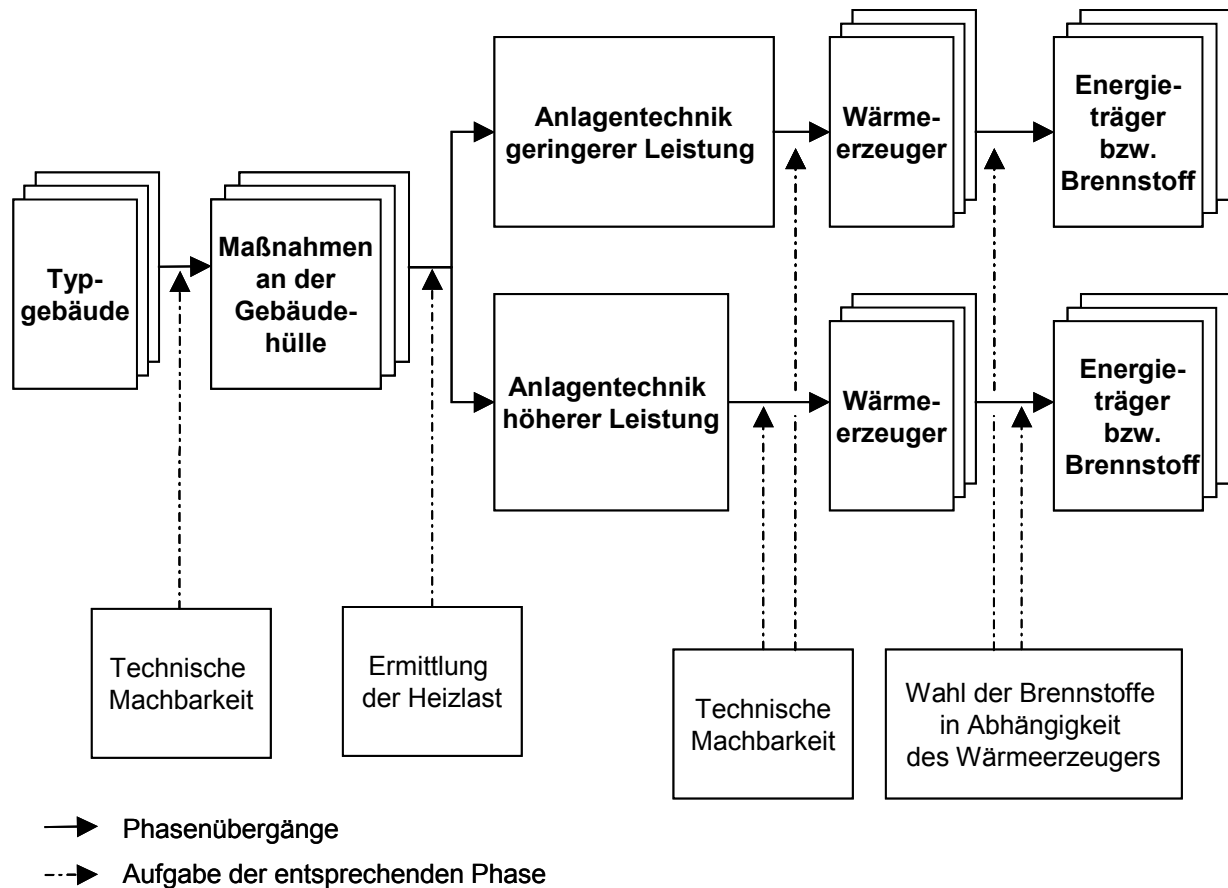 Typ-
gebäude
Maßnahmen
an der
Gebäude-
hülle
Anlagentechnik
geringerer Leistung
Wärme-
erzeuger
Energie-
träger
bzw.
Brennstoff
Anlagentechnik
höherer Leistung
Wärme-
erzeuger
Energie-
träger
bzw.
Brennstoff
Technische
Machbarkeit
Ermittlung
der Heizlast
Technische
Machbarkeit
Wahl der Brennstoffe
in Abhängigkeit
des Wärmeerzeugers
Phasenübergänge
Aufgabe der entsprechenden Phase